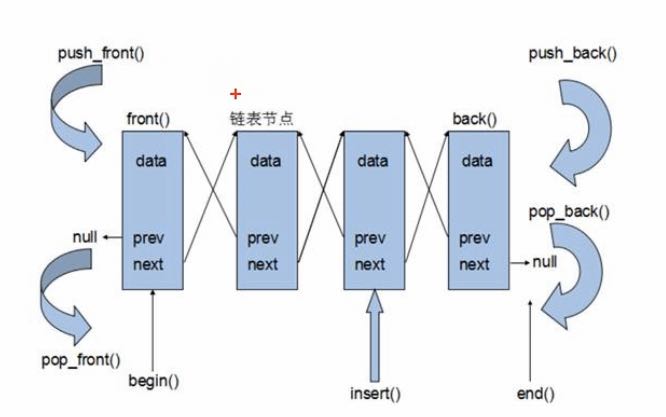 push_front()
push_back()
front()
链表节点
back()
data
data
data
data
pop_back()
null
prev
prev
prev
prev
next
next
next
next
null
pop_front()
begin()
insert()
end()